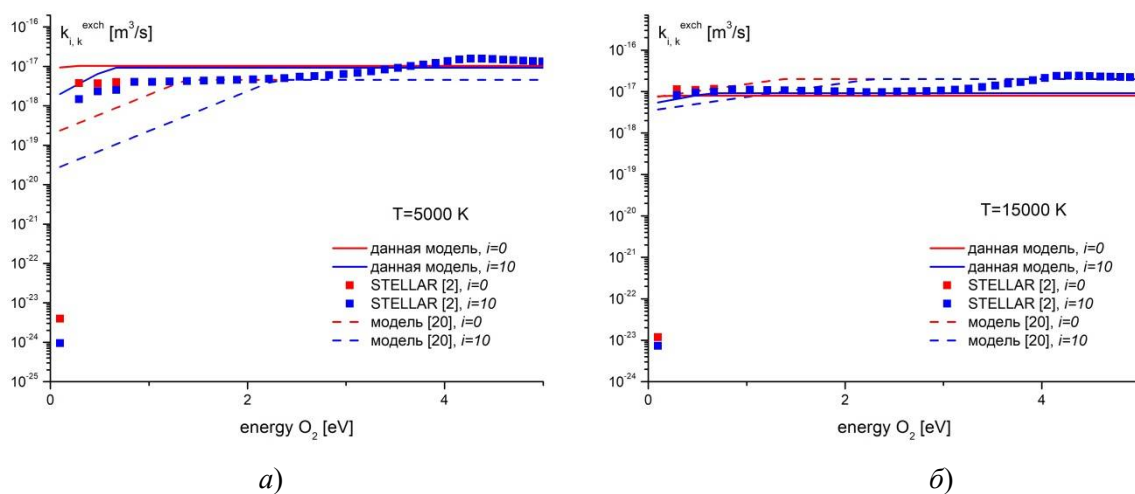 k i, k exch [m³/s]
10⁻¹⁶
10⁻¹⁷
10⁻¹⁸
10⁻¹⁹
10⁻²⁰
10⁻²¹
10⁻²²
10⁻²³
10⁻²⁴
10⁻²⁵
T=5000 K
данная модель, i=0
данная модель, i=10
STELLAR [2], i=0
STELLAR [2], i=10
модель [20], i=0
модель [20], i=10
0 2 4
energy O₂ [eV]
а)
k i, k exch [m³/s]
10⁻¹⁶
10⁻¹⁷
10⁻¹⁸
10⁻¹⁹
10⁻²⁰
10⁻²¹
10⁻²²
10⁻²³
10⁻²⁴
T=15000 K
данная модель, i=0
данная модель, i=10
STELLAR [2], i=0
STELLAR [2], i=10
модель [20], i=0
модель [20], i=10
0 2 4
energy O₂ [eV]
б)